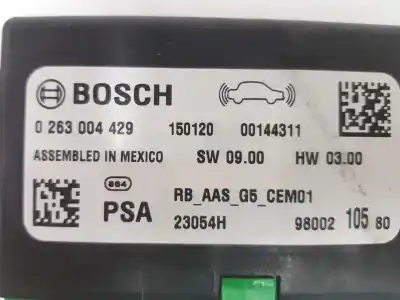 BOSCH
0 263 004 429 150120 00144311
ASSEMBLED IN MEXICO SW 09.00 HW 03.00
864 RB_AAS_G5_CEM01
PSA 23054H 98002 105 80